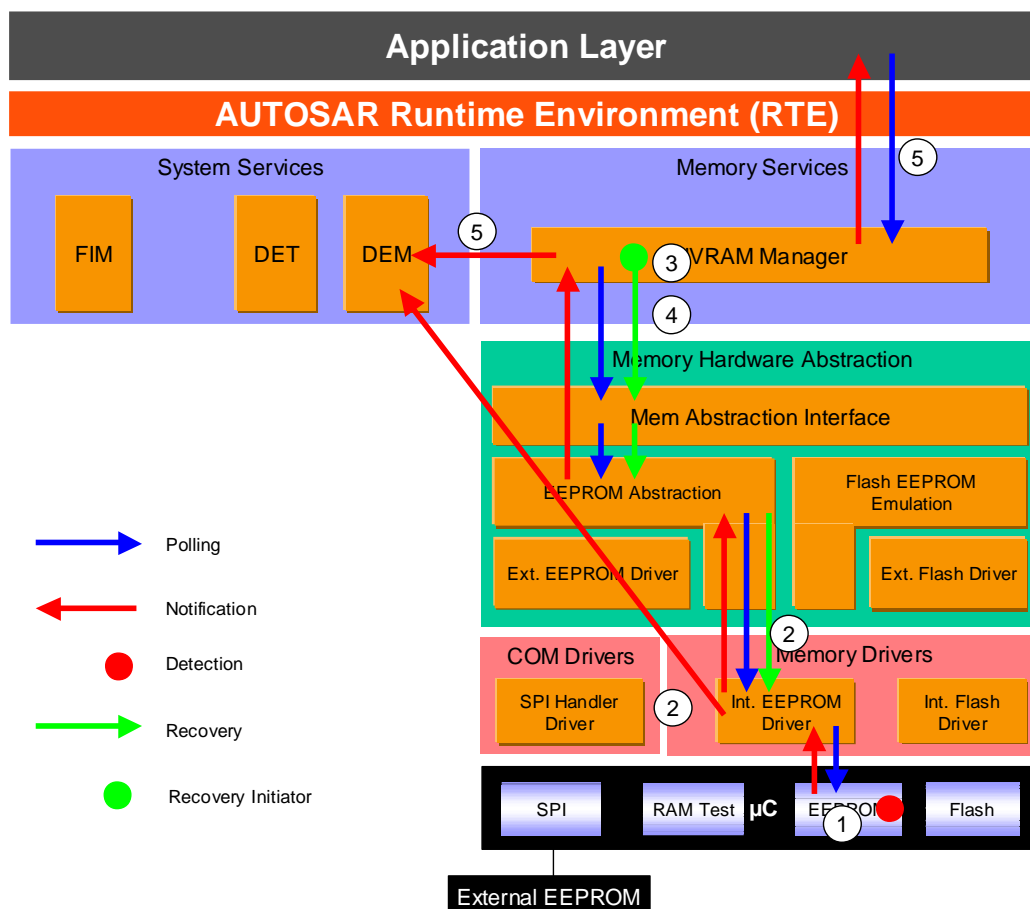 Application Layer
AUTOSAR Runtime Environment (RTE)
System Services
Memory Services
5
5
FIM
DET
DEM
3
VRAM Manager
4
Memory Hardware Abstraction
Mem Abstraction Interface
EEPROM Abstraction
Flash EEPROM
Emulation
Ext. EEPROM Driver
Ext. Flash Driver
Polling
Notification
Detection
Recovery
Recovery Initiator
2
COM Drivers
Memory Drivers
SPI Handler
Driver
2
Int. EEPROM
Driver
Int. Flash
Driver
SPI
RAM Test
µC
EEPROM
1
Flash
External EEPROM